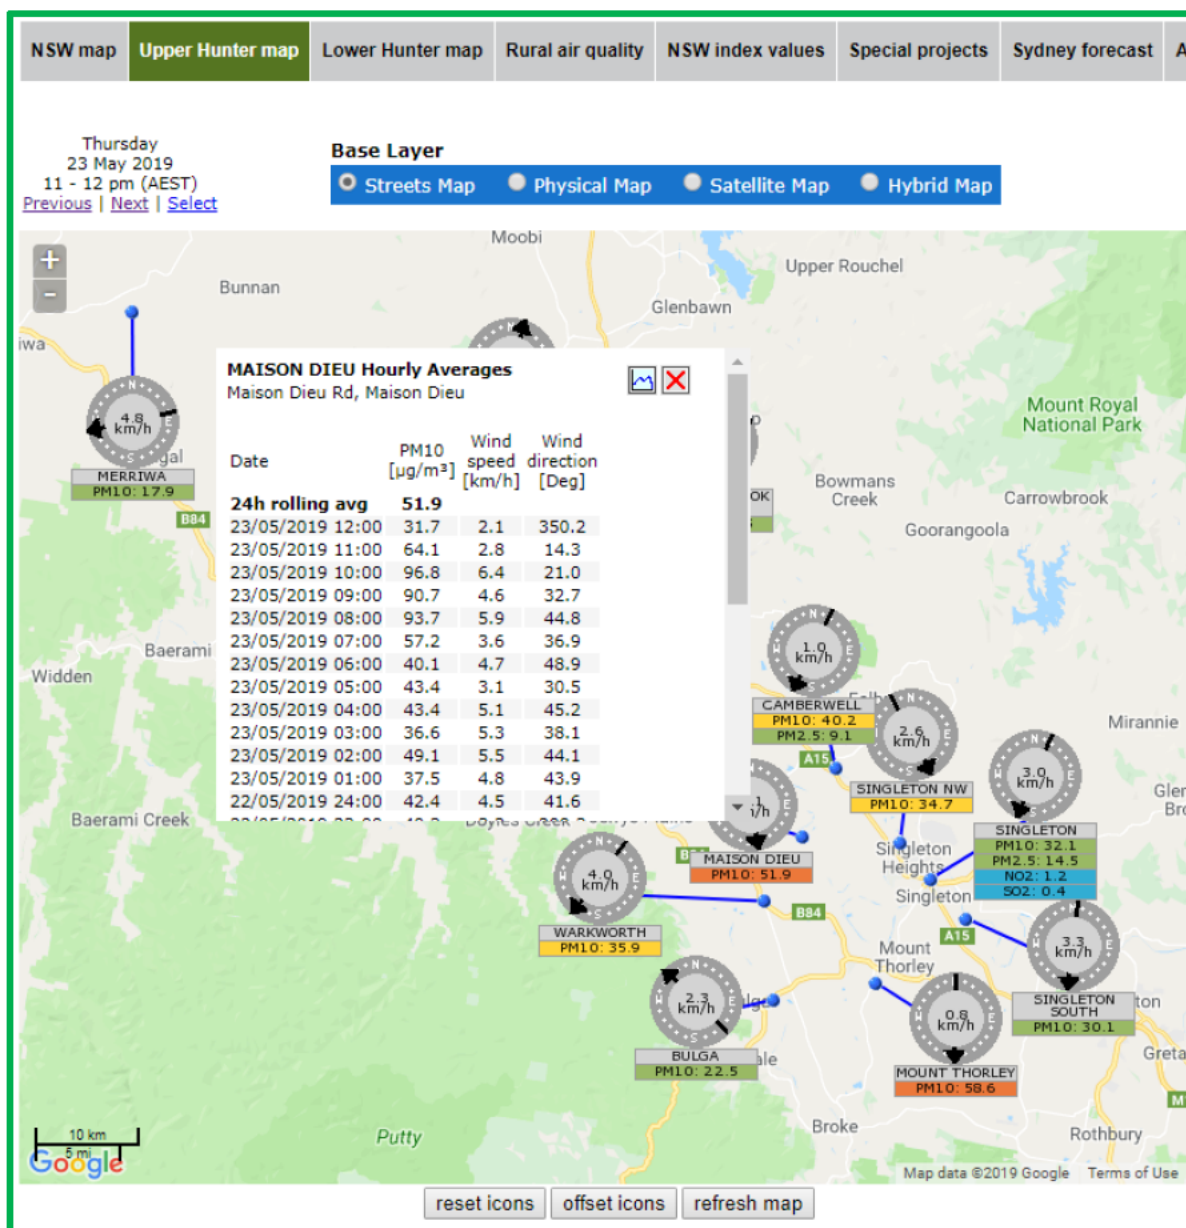 NSW map Upper Hunter map Lower Hunter map Rural air quality NSW index values Special projects Sydney forecast A
Thursday
23 May 2019
11 - 12 pm (AEST)
Previous | Next | Select
Base Layer
Streets Map Physical Map Satellite Map Hybrid Map
+
-
Moobi
Bunnan
Upper Rouchel
Glenbawn
iwa
MAISON DIEU Hourly Averages
Maison Dieu Rd, Maison Dieu
Date PM10 [µg/m³] Wind speed [km/h] Wind direction [Deg]
24h rolling avg 51.9
23/05/2019 12:00 31.7 2.1 350.2
23/05/2019 11:00 64.1 2.8 14.3
23/05/2019 10:00 96.8 6.4 21.0
23/05/2019 09:00 90.7 4.6 32.7
23/05/2019 08:00 93.7 5.9 44.8
23/05/2019 07:00 57.2 3.6 36.9
23/05/2019 06:00 40.1 4.7 48.9
23/05/2019 05:00 43.4 3.1 30.5
23/05/2019 04:00 43.4 5.1 45.2
23/05/2019 03:00 36.6 5.3 38.1
23/05/2019 02:00 49.1 5.5 44.1
23/05/2019 01:00 37.5 4.8 43.9
22/05/2019 24:00 42.4 4.5 41.6
N
E
S
4.8
km/h
gal
MERRIWA
PM10: 17.9
B84
Mount Royal
National Park
Bowmans
Creek
Carrowbrook
OK
Goorangoola
Baerami
Widden
Baerami Creek
1.0
km/h
CAMBERWELL
PM10: 40.2
PM2.5: 9.1
A15
2.6
km/h
SINGLETON NW
PM10: 34.7
Mirannie
3.0
km/h
SINGLETON
PM10: 32.1
PM2.5: 14.5
NO2: 1.2
SO2: 0.4
Glen
Bro
MAISON DIEU
PM10: 51.9
Singleton
Heights
Singleton
4.0
km/h
WARKWORTH
PM10: 35.9
B84
A15
Mount
Thorley
3.3
km/h
SINGLETON
SOUTH
PM10: 30.1
ton
2.3
km/h
BULGA
PM10: 22.5
ale
0.8
km/h
MOUNT THORLEY
PM10: 58.6
Greta
M
Broke
Rothbury
Putty
10 km
5 mi
Google
Map data ©2019 Google Terms of Use
reset icons offset icons refresh map